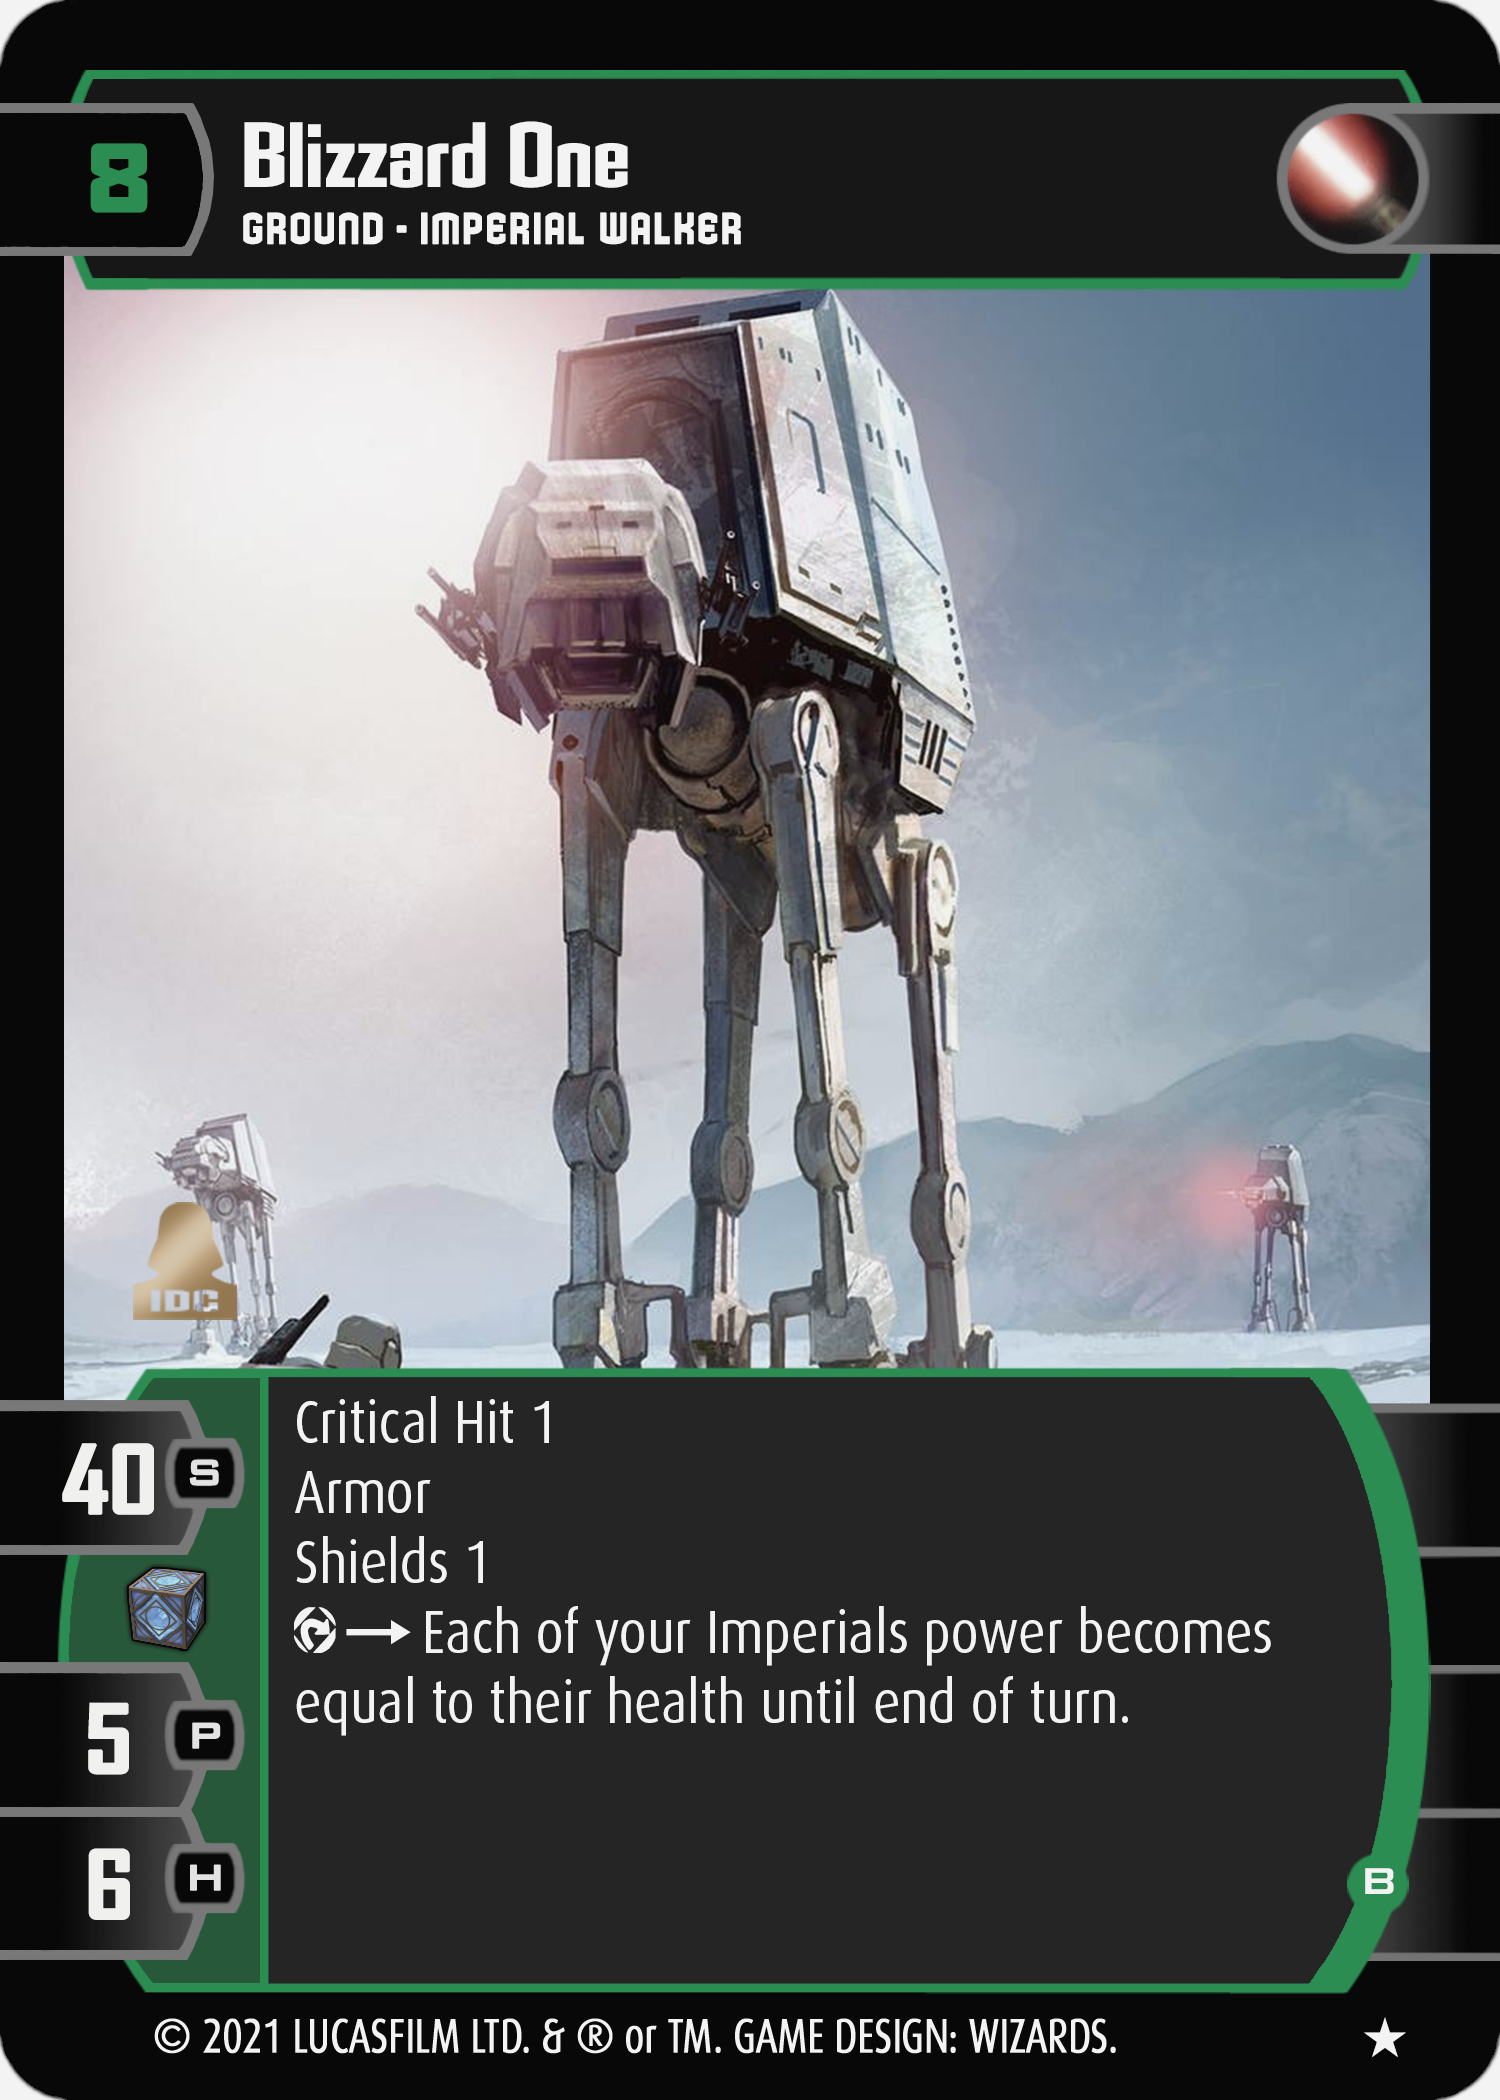 8
Blizzard One
GROUND - IMPERIAL WALKER
IDC
40 S
5 P
6 H
Critical Hit 1
Armor
Shields 1
Each of your Imperials power becomes
equal to their health until end of turn.
B
© 2021 LUCASFILM LTD. & ® or TM. GAME DESIGN: WIZARDS.